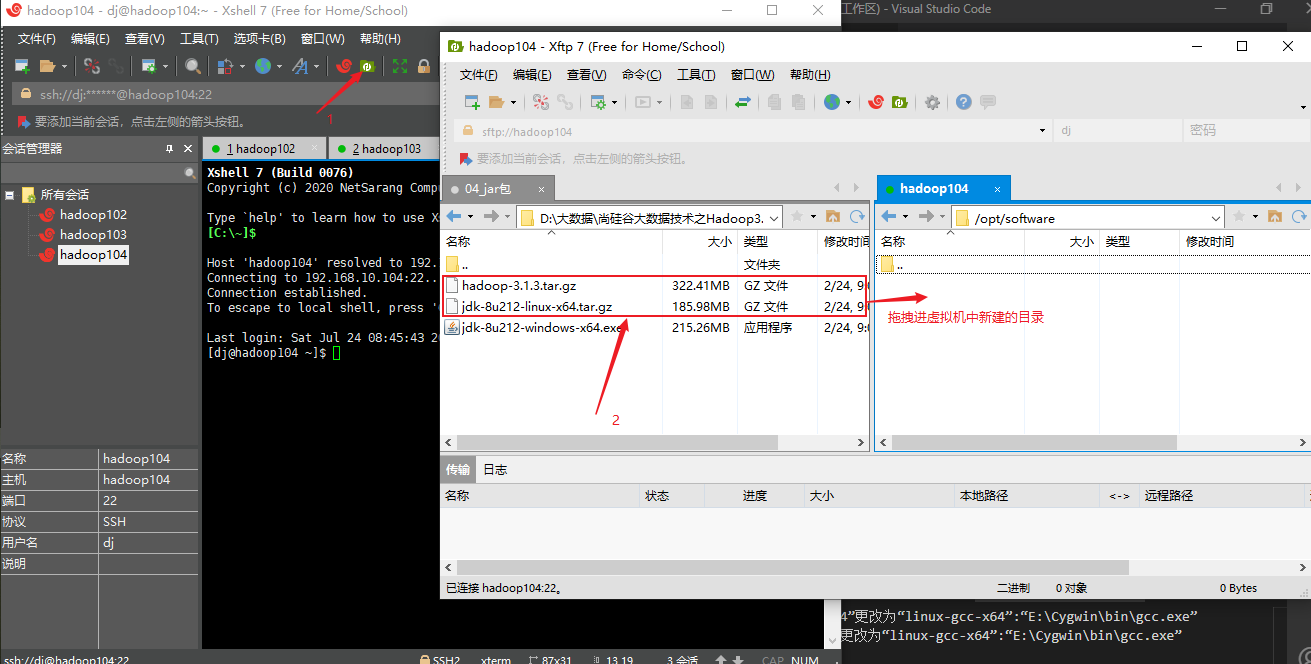 hadoop104 - dj@hadoop104:~ - Xshell 7 (Free for Home/School)
工作区) - Visual Studio Code
文件(F) 编辑(E) 查看(V) 工具(T) 选项卡(B) 窗口(W) 帮助(H)
ssh://dj:******@hadoop104:22
1
要添加当前会话，点击左侧的箭头按钮。
会话管理器
所有会话
hadoop102
hadoop103
hadoop104
名称 hadoop104
主机 hadoop104
端口 22
协议 SSH
用户名 dj
说明
1 hadoop102 × 2 hadoop103
Xshell 7 (Build 0076)
Copyright (c) 2020 NetSarang Comp
Type `help' to learn how to use X
[C:\~]$
Host 'hadoop104' resolved to 192.
Connecting to 192.168.10.104:22..
Connection established.
To escape to local shell, press '
Last login: Sat Jul 24 08:45:43 2
[dj@hadoop104 ~]$
hadoop104 - Xftp 7 (Free for Home/School)
文件(F) 编辑(E) 查看(V) 命令(C) 工具(T) 窗口(W) 帮助(H)
sftp://hadoop104 dj 密码
要添加当前会话，点击左侧的箭头按钮。
04_jar包 ×
D:\大数据\尚硅谷大数据技术之Hadoop3.
名称 大小 类型 修改时间
.. 文件夹
hadoop-3.1.3.tar.gz 322.41MB GZ 文件 2/24, 9:
jdk-8u212-linux-x64.tar.gz 185.98MB GZ 文件 2/24, 9:
jdk-8u212-windows-x64.exe 215.26MB 应用程序 2/24, 9:
2
hadoop104 ×
/opt/software
名称 大小 类型 修改时间
..
拖拽进虚拟机中新建的目录
传输 日志
名称 状态 进度 大小 本地路径 <-> 远程路径
已连接 hadoop104:22。 二进制 0 对象 0 Bytes
4”更改为“linux-gcc-x64”:“E:\Cygwin\bin\gcc.exe”
更改为“linux-gcc-x64”:“E:\Cygwin\bin\gcc.exe”
ssh://dj@hadoop104:22 SSH2 xterm 87x31 13,19 3 会话 CAP NUM